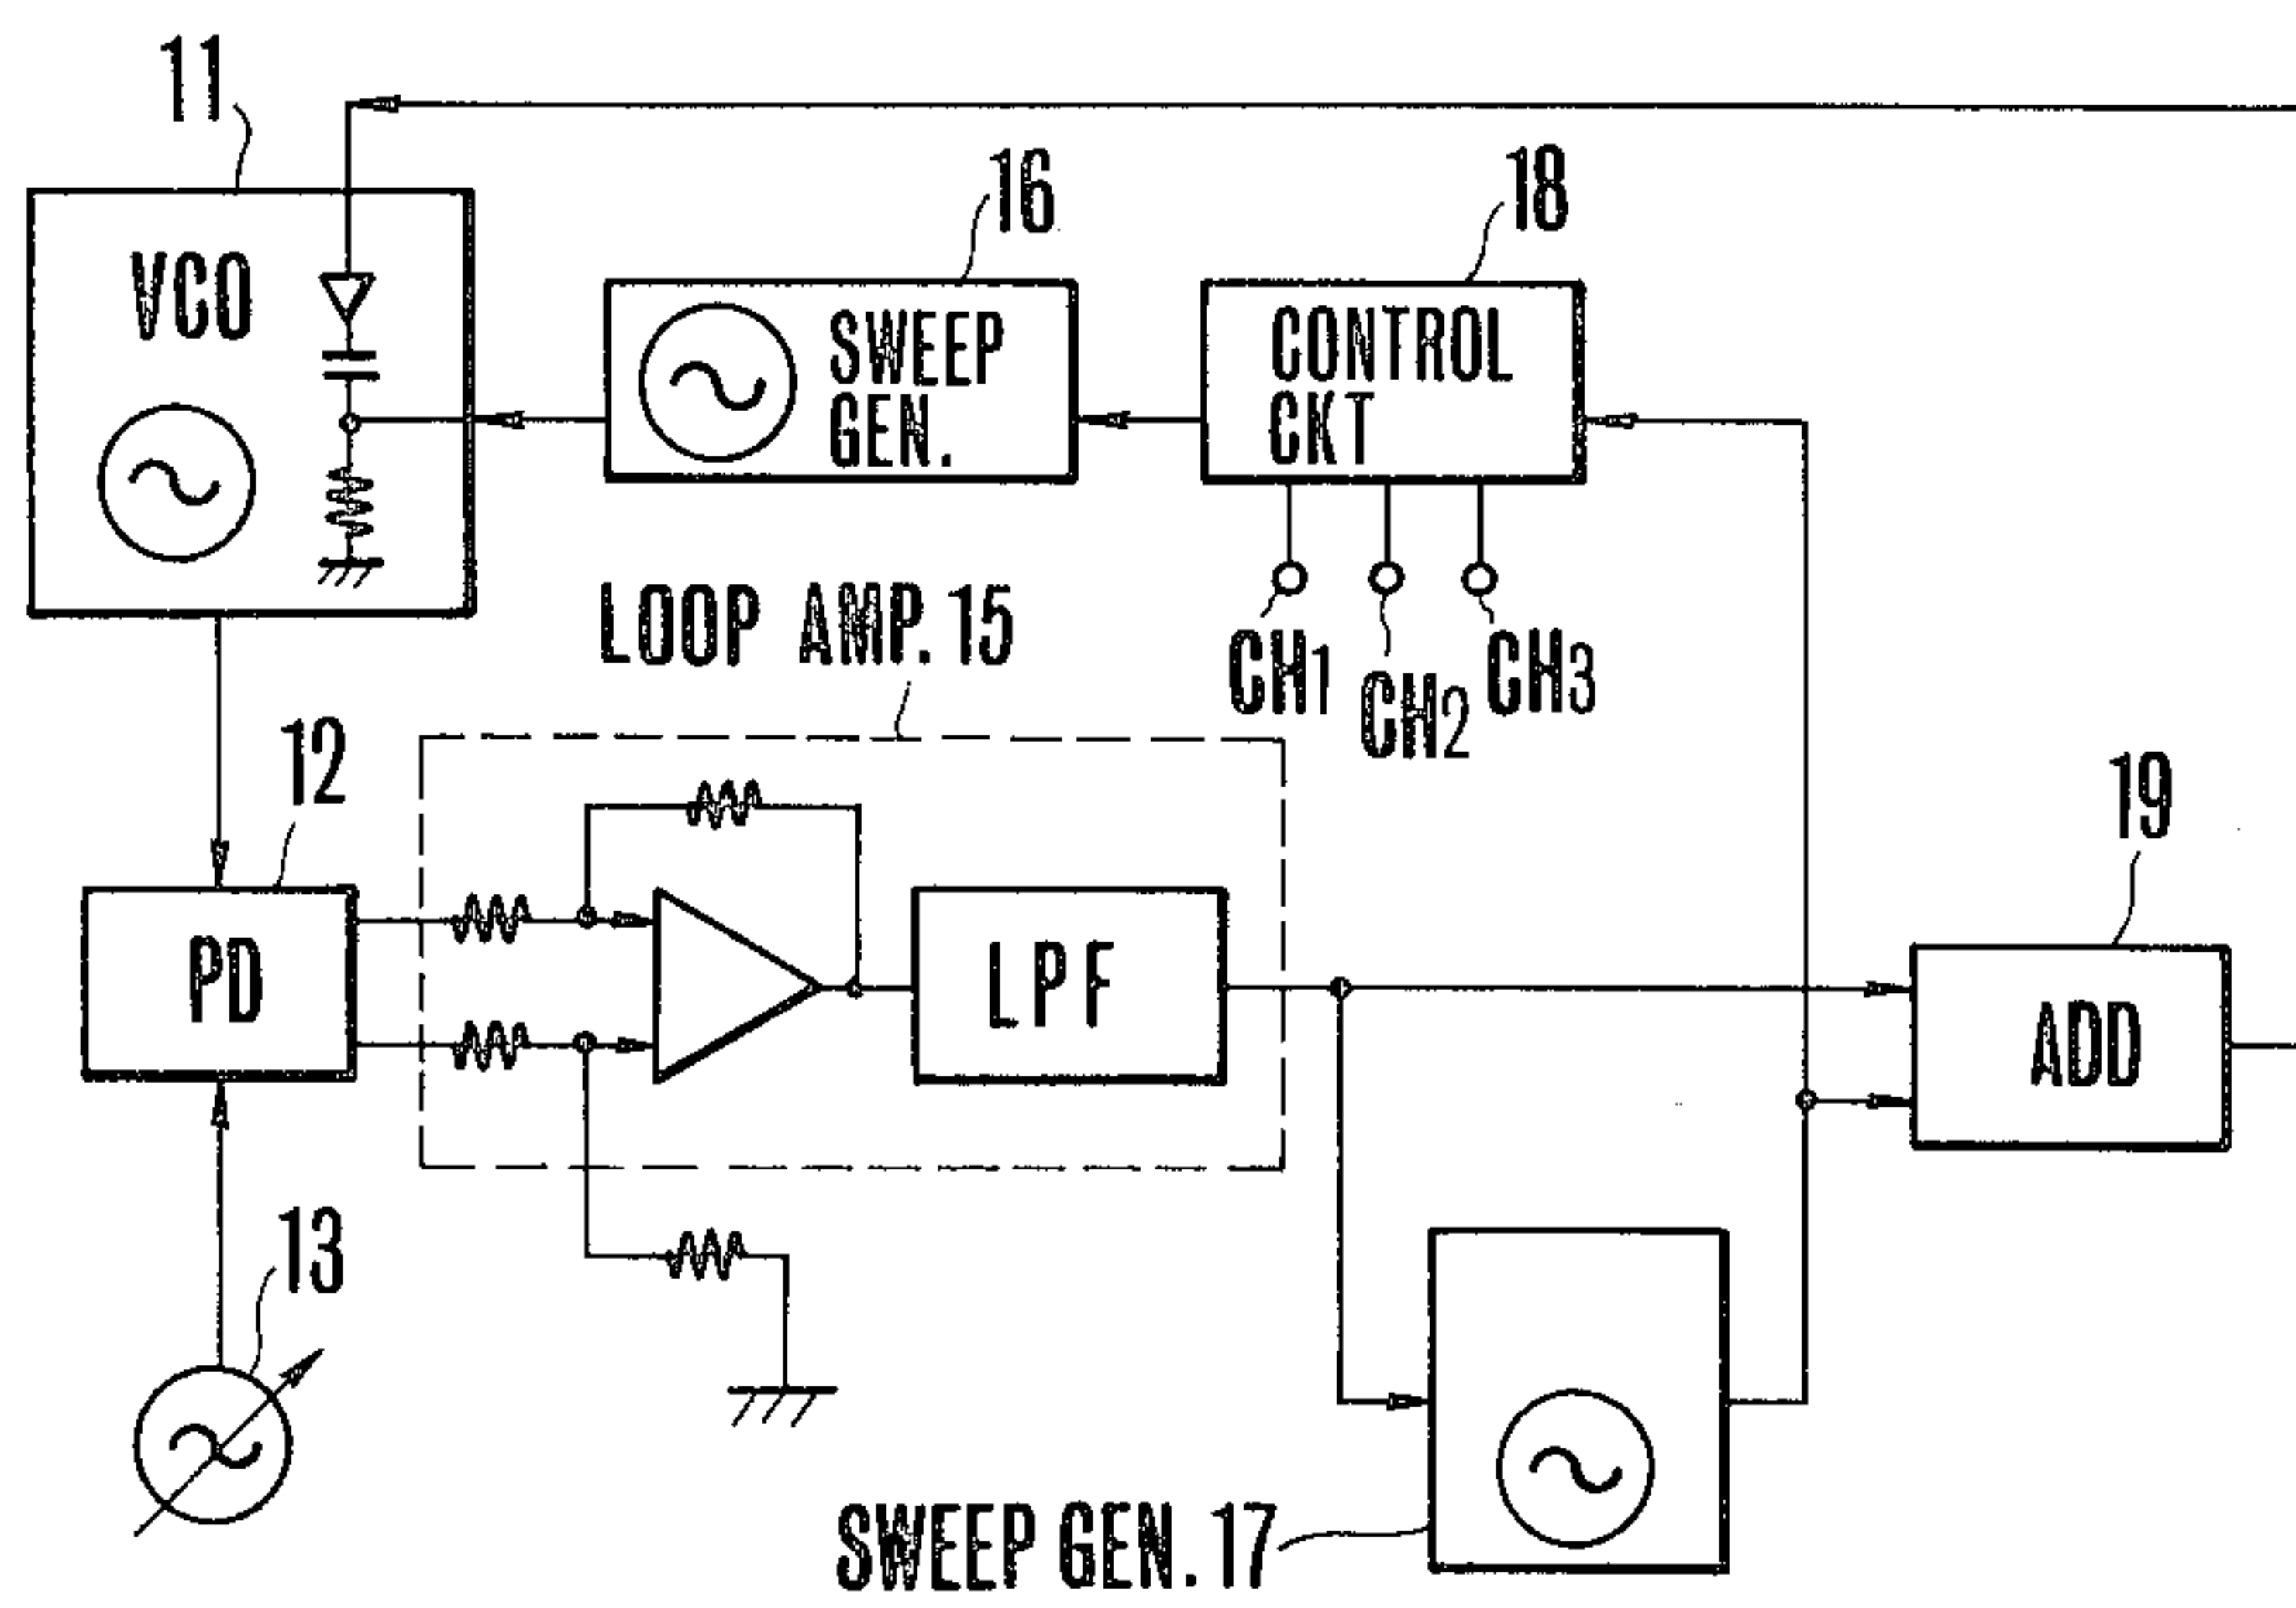 11
16
18
VCO
SWEEP
GEN.
CONTROL
CKT
LOOP AMP. 15
CH1
CH2
CH3
12
19
PD
LPF
ADD
13
SWEEP GEN. 17